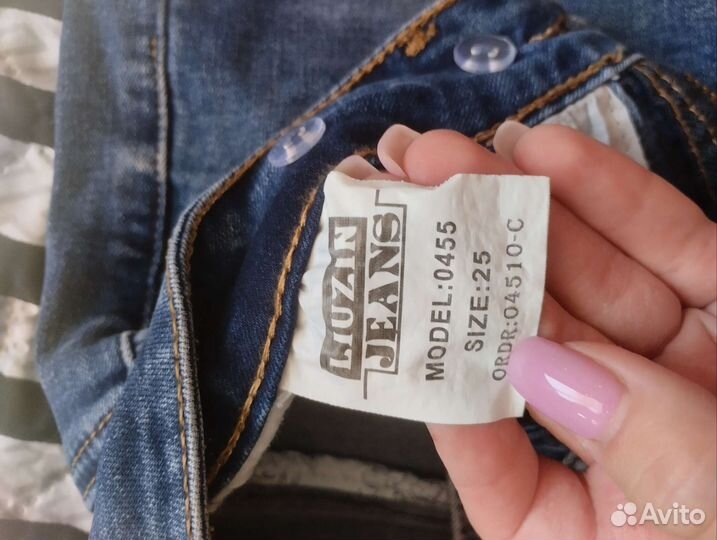 LIUZIN
JEANS
MODEL:0455
SIZE:25
ORDR:04510-C
Avito